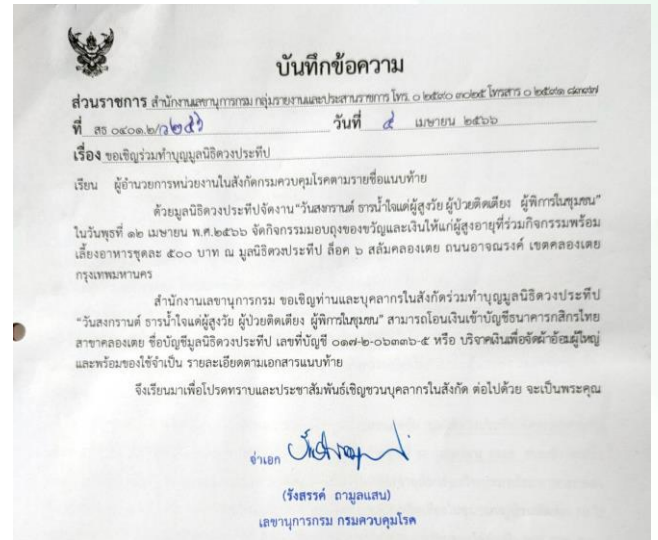 บันทึกข้อความ
ส่วนราชการ สำนักงานเลขานุการกรม กลุ่มรายงานและประสานราชการ โทร. ๐ ๒๕๙๐ ๓๐๒๕ โทรสาร ๐ ๒๕๙๑
ที่ สธ ๐๔๐๑.๒/ วันที่ ๔ เมษายน ๒๕๖๖
เรื่อง ขอเชิญร่วมทำบุญมูลนิธิดวงประทีป
เรียน ผู้อำนวยการหน่วยงานในสังกัดกรมควบคุมโรคตามรายชื่อแนบท้าย
ด้วยมูลนิธิดวงประทีปจัดงาน “วันสงกรานต์ ธารน้ำใจแด่ผู้สูงวัย ผู้ป่วยติดเตียง ผู้พิการในชุมชน”
ในวันพุธที่ ๑๒ เมษายน พ.ศ.๒๕๖๖ จัดกิจกรรมมอบถุงของขวัญและเงินให้แก่ผู้สูงอายุที่ร่วมกิจกรรมพร้อม
เลี้ยงอาหารชุดละ ๕๐๐ บาท ณ มูลนิธิดวงประทีป ล็อค ๖ สลัมคลองเตย ถนนอาจณรงค์ เขตคลองเตย
กรุงเทพมหานคร
สำนักงานเลขานุการกรม ขอเชิญท่านและบุคลากรในสังกัดร่วมทำบุญมูลนิธิดวงประทีป
“วันสงกรานต์ ธารน้ำใจแด่ผู้สูงวัย ผู้ป่วยติดเตียง ผู้พิการในชุมชน” สามารถโอนเงินเข้าบัญชีธนาคารกสิกรไทย
สาขาคลองเตย ชื่อบัญชีมูลนิธิดวงประทีป เลขที่บัญชี ๐๑๗-๒-๐๖๓๓๖-๕ หรือ บริจาคเงินเพื่อจัดผ้าอ้อมผู้ใหญ่
และพร้อมของใช้จำเป็น รายละเอียดตามเอกสารแนบท้าย
จึงเรียนมาเพื่อโปรดทราบและประชาสัมพันธ์เชิญชวนบุคลากรในสังกัด ต่อไปด้วย จะเป็นพระคุณ
จ่าเอก
(รังสรรค์ ถามูลแสน)
เลขานุการกรม กรมควบคุมโรค